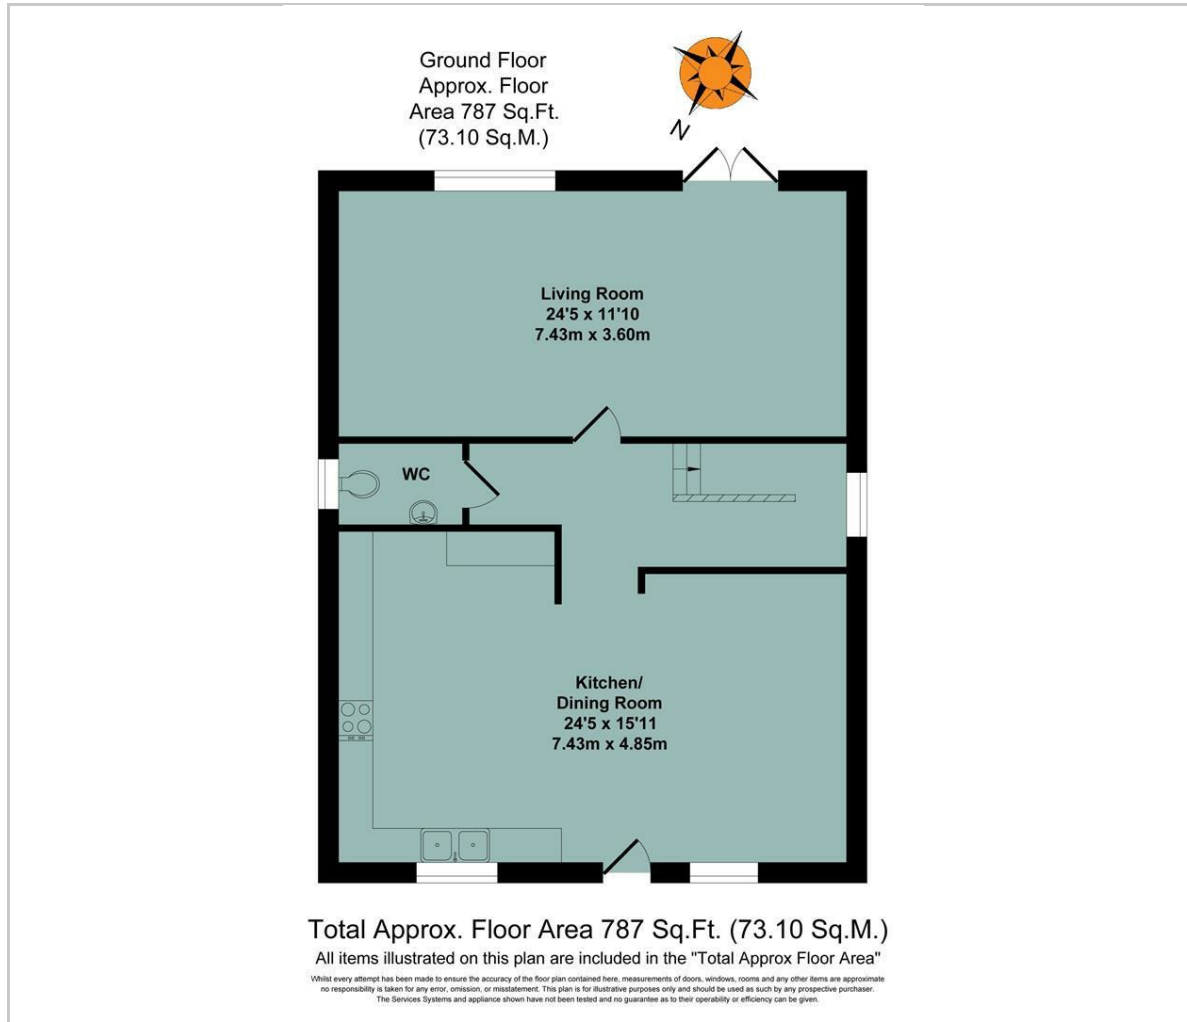 Ground Floor
Approx. Floor
Area 787 Sq.Ft.
(73.10 Sq.M.)
N
Living Room
24'5 x 11'10
7.43m x 3.60m
WC
Kitchen/
Dining Room
24'5 x 15'11
7.43m x 4.85m
Total Approx. Floor Area 787 Sq.Ft. (73.10 Sq.M.)
All items illustrated on this plan are included in the "Total Approx Floor Area"
Whilst every attempt has been made to ensure the accuracy of the floor plan contained here, measurements of doors, windows, rooms and any other items are approximate
no responsibility is taken for any error, omission, or misstatement. This plan is for illustrative purposes only and should be used as such by any prospective purchaser.
The Services Systems and appliance shown have not been tested and no guarantee as to their operability or efficiency can be given.